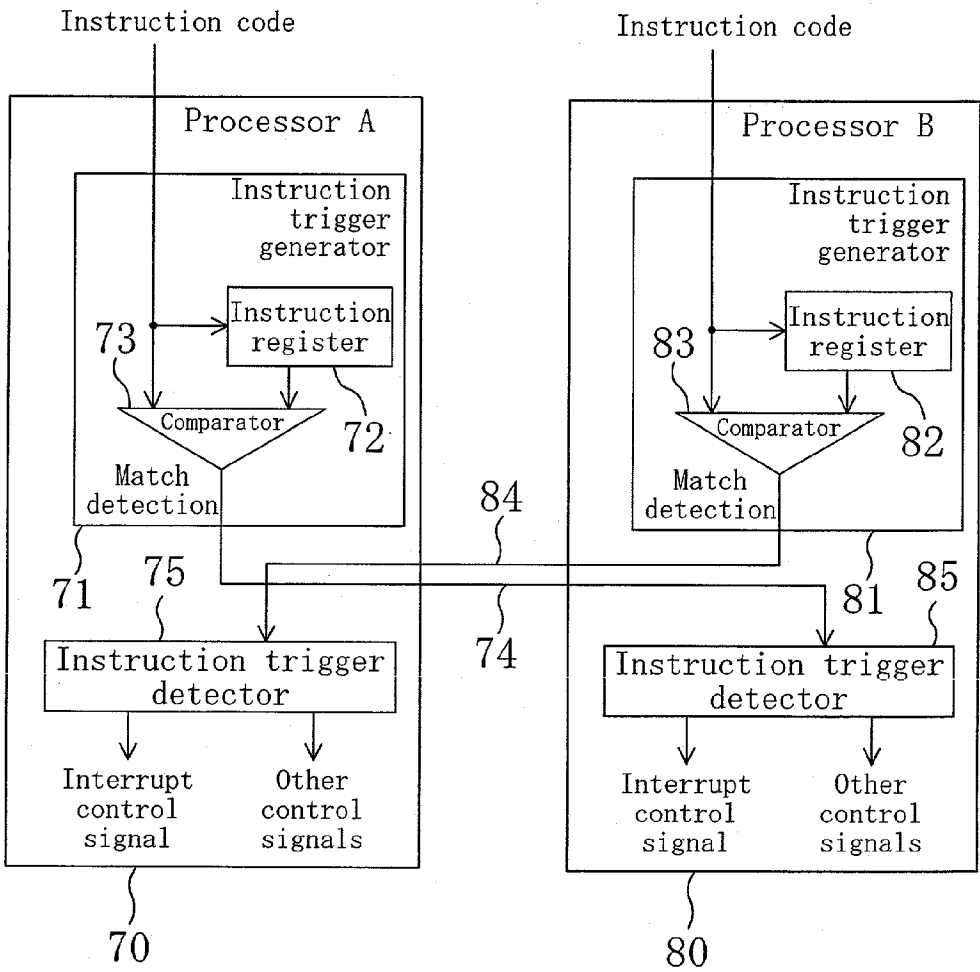 Instruction code
Processor A
Instruction
trigger
generator
73
Instruction
register
72
Comparator
Match
detection
71
75
Instruction trigger
detector
Interrupt
control
signal
Other
control
signals
70
84
74
Instruction code
Processor B
Instruction
trigger
generator
83
Instruction
register
82
Comparator
Match
detection
81
85
Instruction trigger
detector
Interrupt
control
signal
Other
control
signals
80